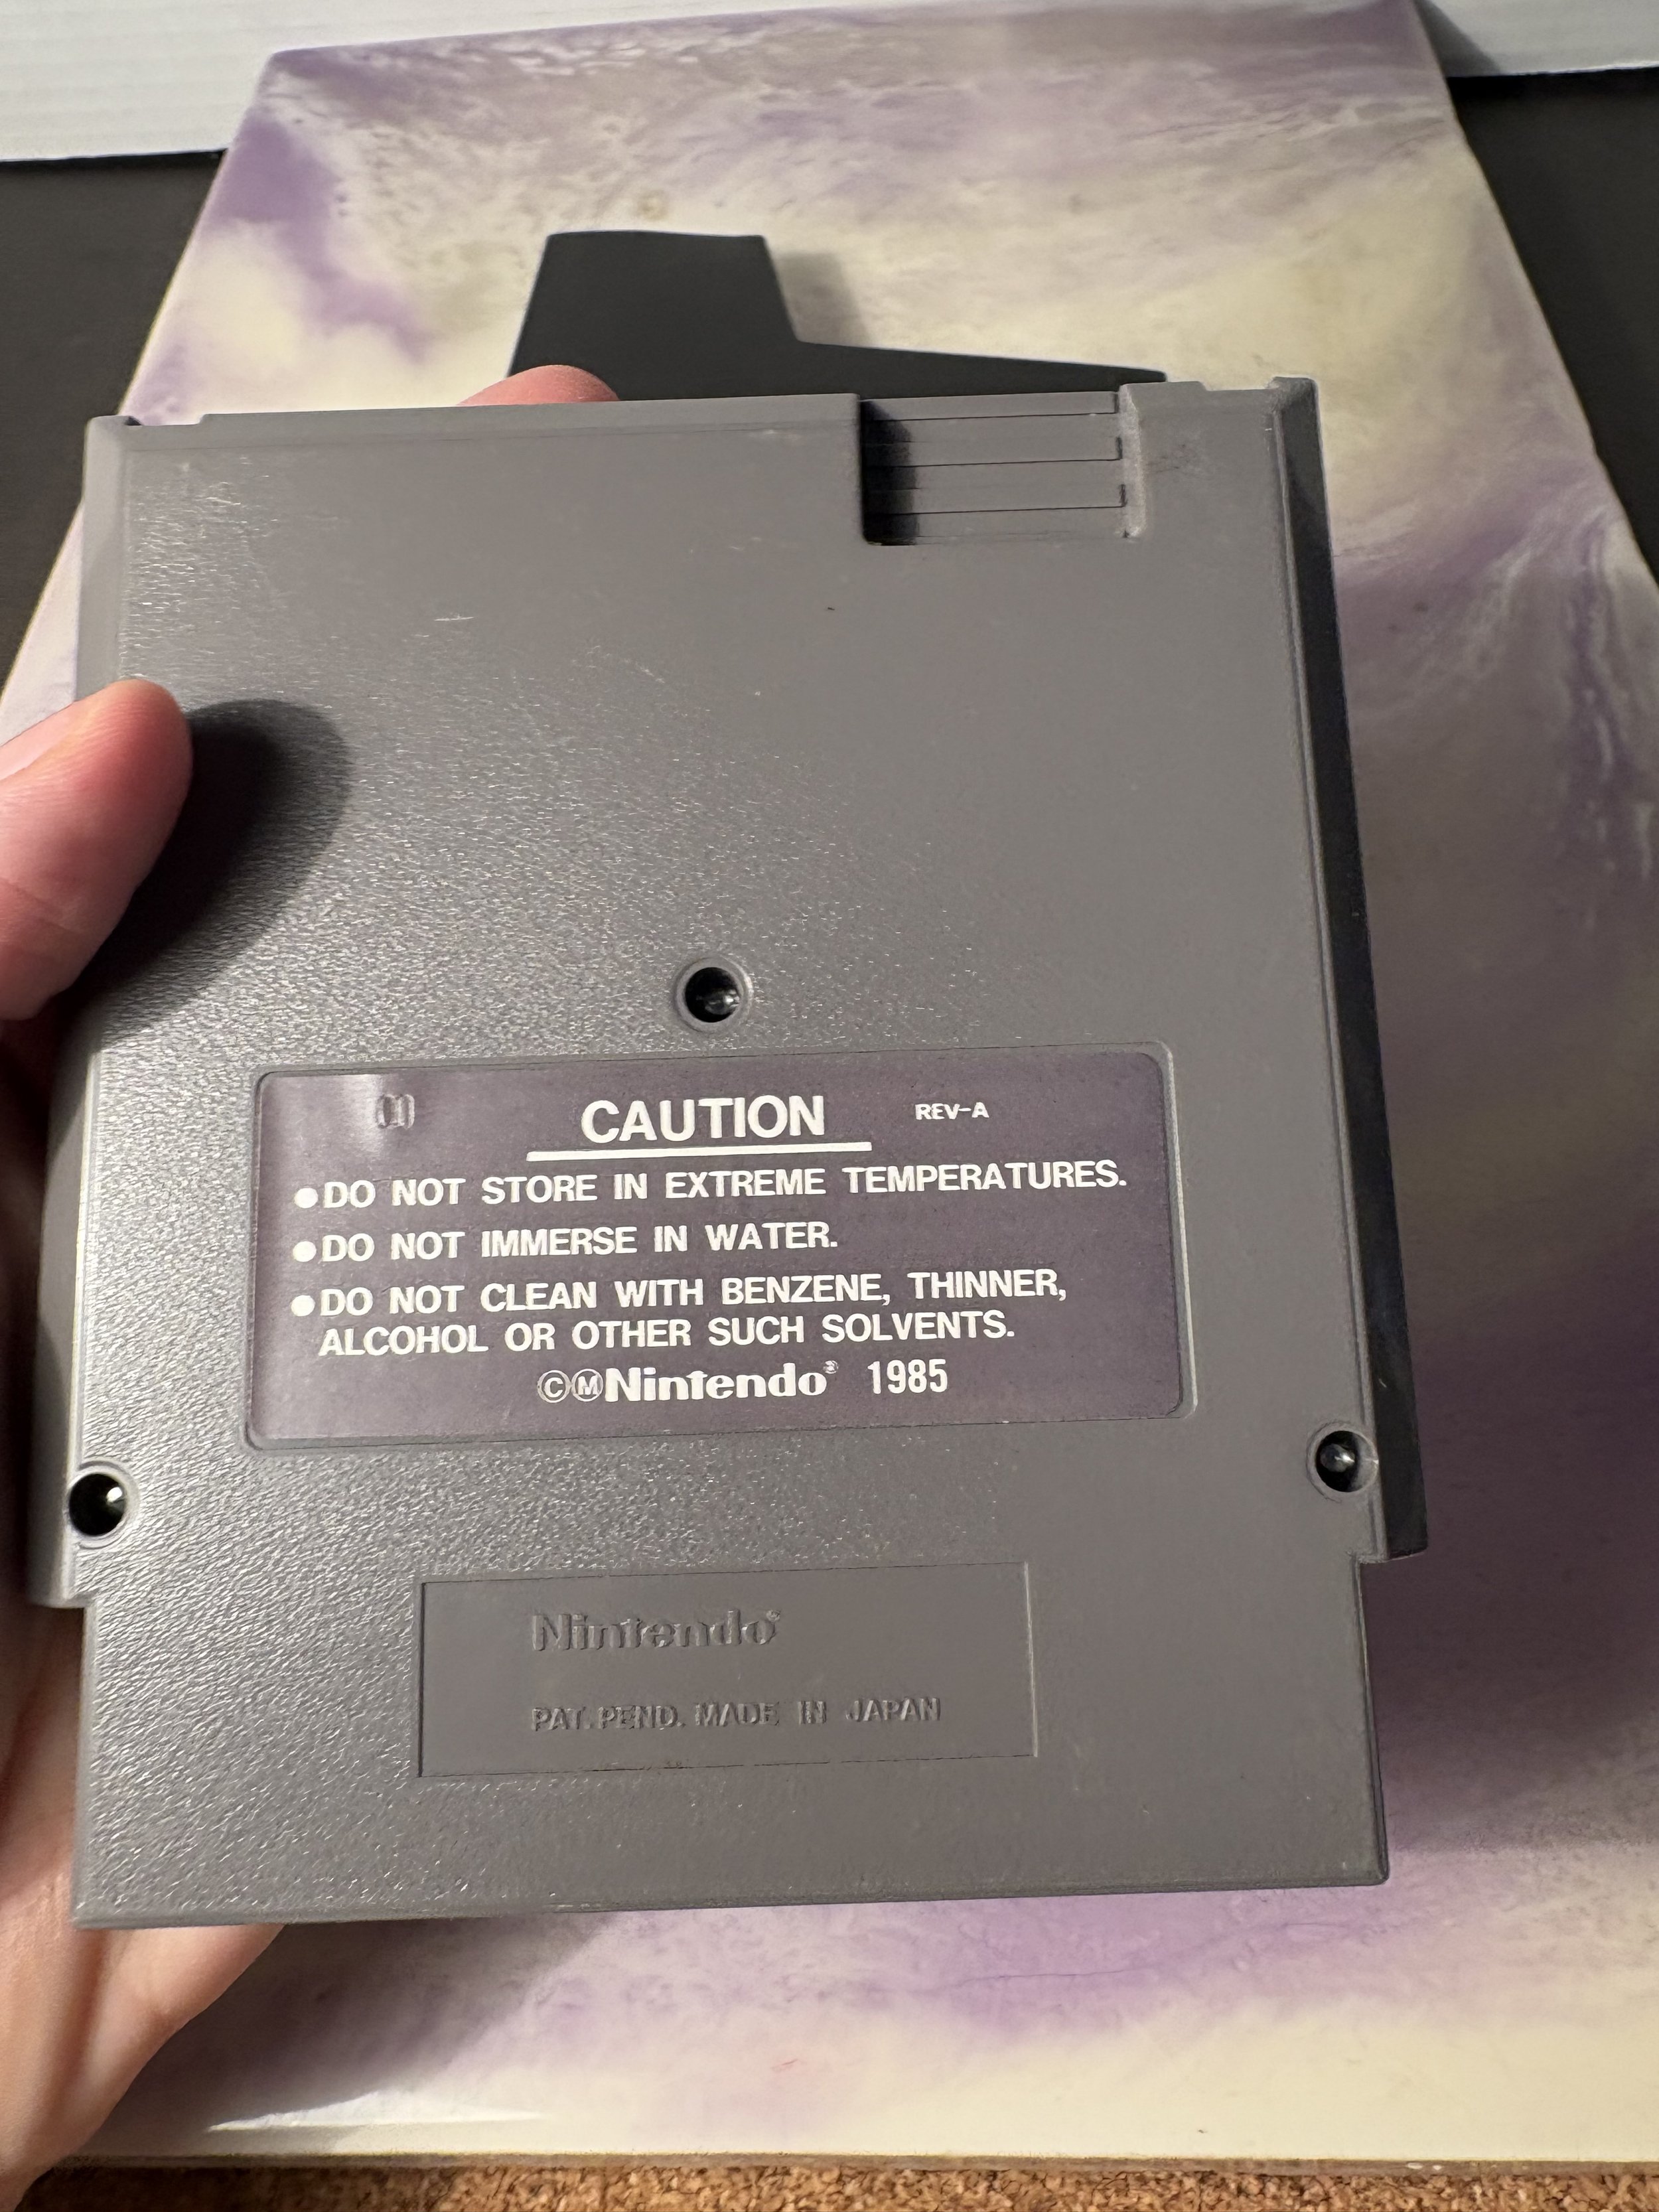 CAUTION REV-A
●DO NOT STORE IN EXTREME TEMPERATURES.
●DO NOT IMMERSE IN WATER.
●DO NOT CLEAN WITH BENZENE, THINNER,
ALCOHOL OR OTHER SUCH SOLVENTS.
©ⓂNintendo® 1985
Nintendo®
PAT. PEND. MADE IN JAPAN